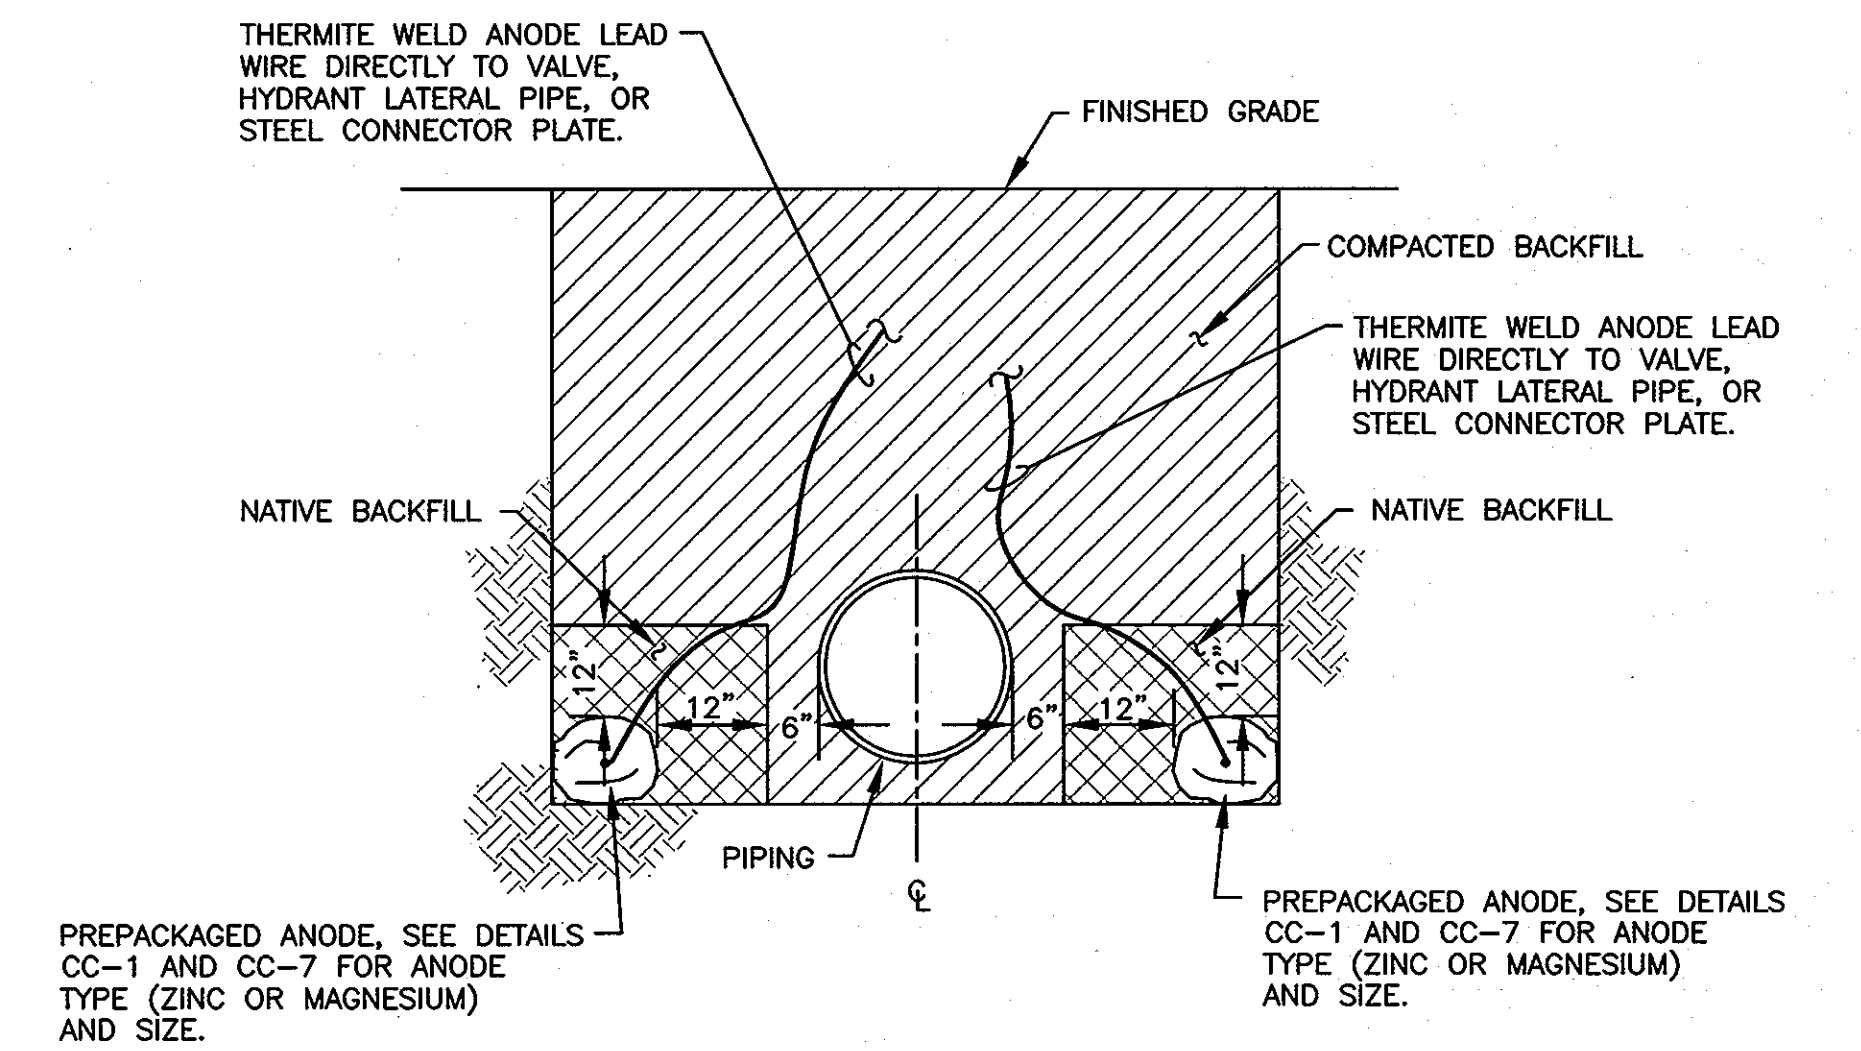 THERMITE WELD ANODE LEAD
WIRE DIRECTLY TO VALVE,
HYDRANT LATERAL PIPE, OR
STEEL CONNECTOR PLATE.
FINISHED GRADE
COMPACTED BACKFILL
THERMITE WELD ANODE LEAD
WIRE DIRECTLY TO VALVE,
HYDRANT LATERAL PIPE, OR
STEEL CONNECTOR PLATE.
NATIVE BACKFILL
NATIVE BACKFILL
12"
12"
6"
6"
12"
12"
PIPING
℄
PREPACKAGED ANODE, SEE DETAILS
CC-1 AND CC-7 FOR ANODE
TYPE (ZINC OR MAGNESIUM)
AND SIZE.
PREPACKAGED ANODE, SEE DETAILS
CC-1 AND CC-7 FOR ANODE
TYPE (ZINC OR MAGNESIUM)
AND SIZE.